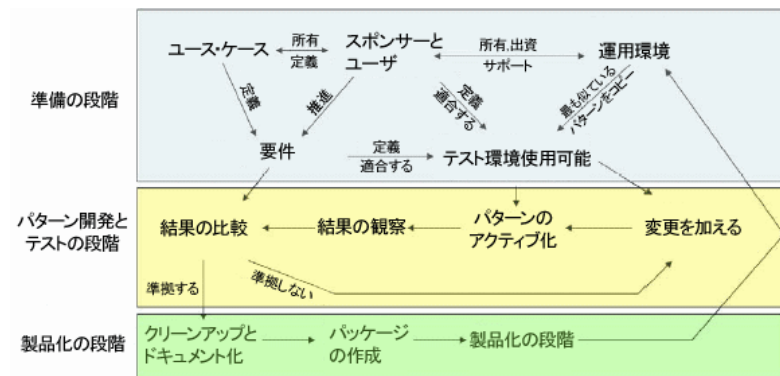 ユース・ケース
所有
定義
スポンサーと
ユーザ
所有,出資
サポート
運用環境
準備の段階
定義
推進
定義
適合する
最も似ている
パターンをコピー
要件
定義
適合する
テスト環境使用可能
パターン開発と
テストの段階
結果の比較
結果の観察
パターンの
アクティブ化
変更を加える
準拠する
準拠しない
製品化の段階
クリーンアップと
ドキュメント化
パッケージ
の作成
製品化の段階